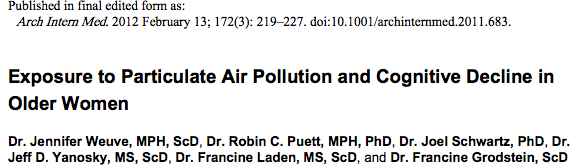 Published in final edited form as:
Arch Intern Med. 2012 February 13; 172(3): 219–227. doi:10.1001/archinternmed.2011.683.
Exposure to Particulate Air Pollution and Cognitive Decline in
Older Women
Dr. Jennifer Weuve, MPH, ScD, Dr. Robin C. Puett, MPH, PhD, Dr. Joel Schwartz, PhD, Dr.
Jeff D. Yanosky, MS, ScD, Dr. Francine Laden, MS, ScD, and Dr. Francine Grodstein, ScD